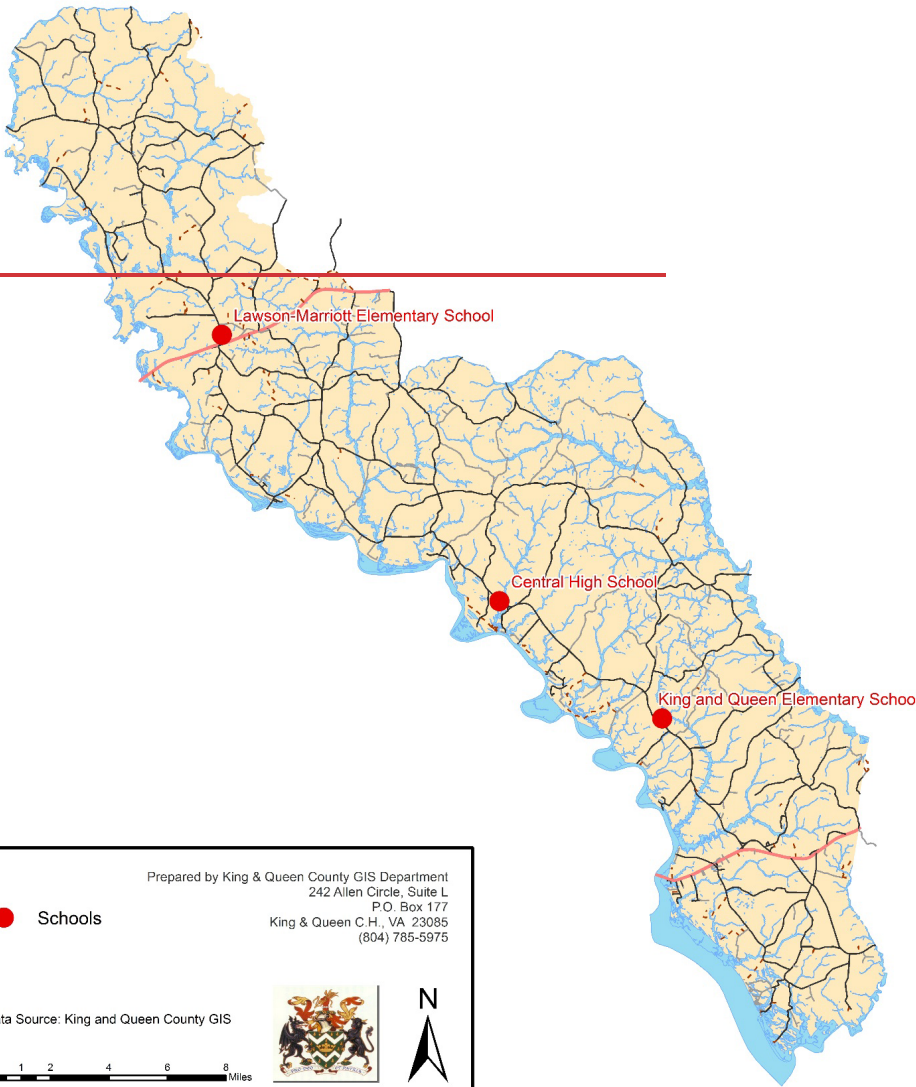 Lawson-Marriott Elementary School
Central High School
King and Queen Elementary Schoo
Prepared by King & Queen County GIS Department
242 Allen Circle, Suite L
P.O. Box 177
King & Queen C.H., VA 23085
(804) 785-5975
Schools
N
ata Source: King and Queen County GIS
1 2 4 6 8
Miles